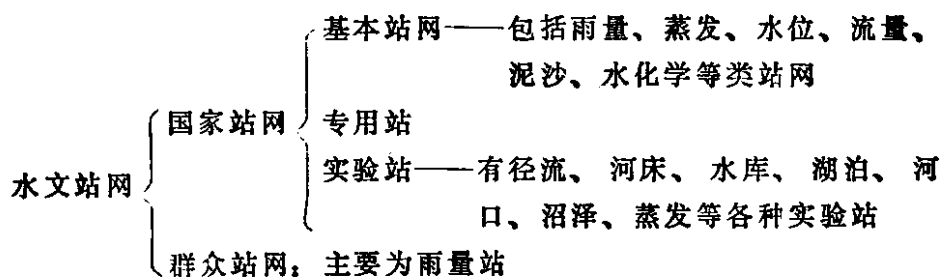 基本站网——包括雨量、蒸发、水位、流量、
泥沙、水化学等类站网
国家站网
专用站
水文站网
实验站——有径流、河床、水库、湖泊、河
口、沼泽、蒸发等各种实验站
群众站网：主要为雨量站